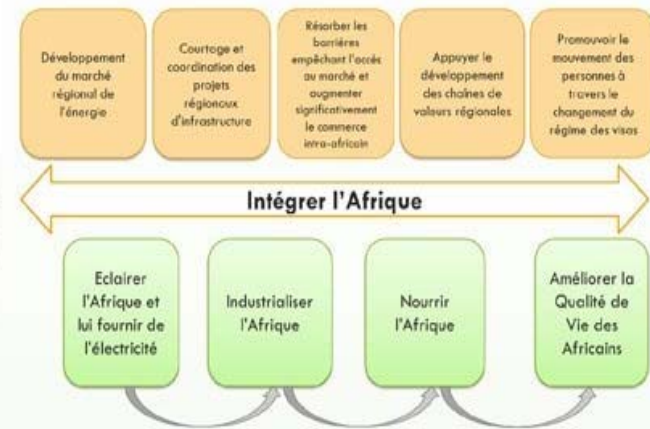 Développement
du marché
régional de
l'énergie
Courtage et
coordination des
projets
régionaux
d'infrastructure
Résorber les
barrières
empêchant l'accès
au marché et
augmenter
significativement
le commerce
intra-africain
Appuyer le
développement
des chaînes de
valeurs régionales
Promouvoir le
mouvement des
personnes à
travers le
changement du
régime des visas
Intégrer l'Afrique
Eclairer
l'Afrique et
lui fournir de
l'électricité
Industrialiser
l'Afrique
Nourrir
l'Afrique
Améliorer la
Qualité de
Vie des
Africains